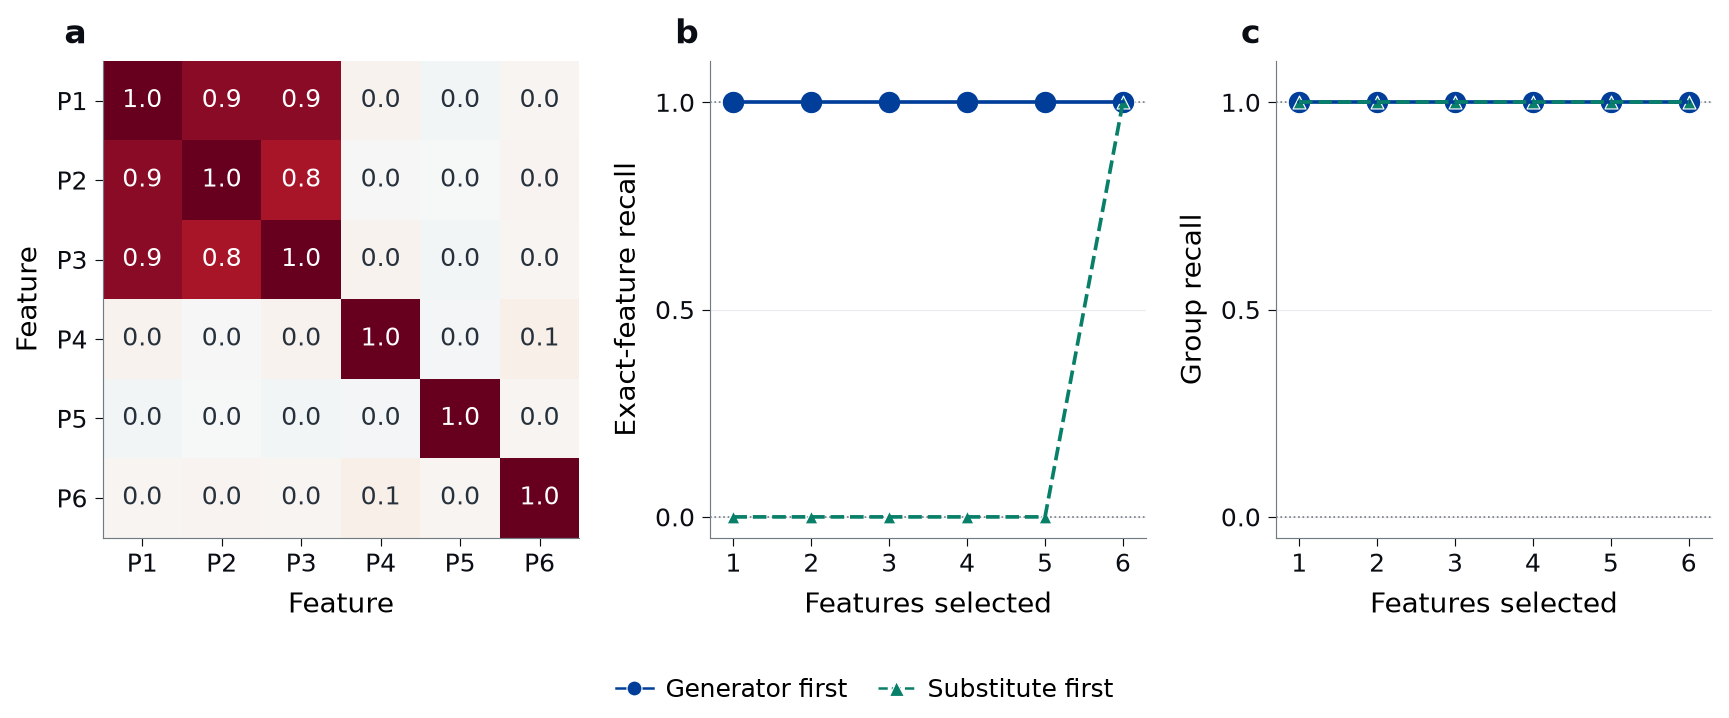 a
Feature
P1 1.0 0.9 0.9 0.0 0.0 0.0
P2 0.9 1.0 0.8 0.0 0.0 0.0
P3 0.9 0.8 1.0 0.0 0.0 0.0
P4 0.0 0.0 0.0 1.0 0.0 0.1
P5 0.0 0.0 0.0 0.0 1.0 0.0
P6 0.0 0.0 0.0 0.1 0.0 1.0
P1 P2 P3 P4 P5 P6
Feature
b
Exact-feature recall
1.0
0.5
0.0
1 2 3 4 5 6
Features selected
c
Group recall
1.0
0.5
0.0
1 2 3 4 5 6
Features selected
Generator first
Substitute first